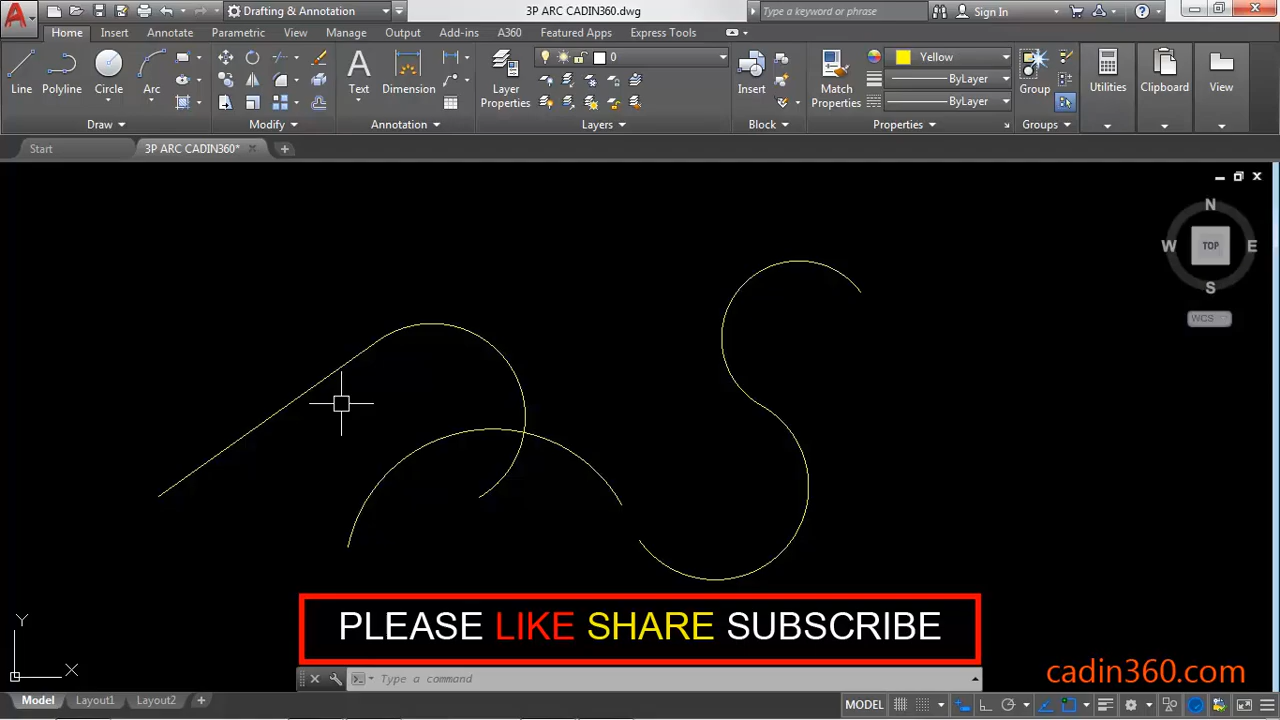 Drafting & Annotation
3P ARC CADIN360.dwg
Type a keyword or phrase
Sign In
Home Insert Annotate Parametric View Manage Output Add-ins A360 Featured Apps Express Tools
Line Polyline Circle Arc
Draw
Modify
Text Dimension
Annotation
Layer Properties
0
Layers
Insert
Block
Match Properties
Yellow
ByLayer
ByLayer
Properties
Group
Groups
Utilities
Clipboard
View
Start
3P ARC CADIN360*
N
W TOP E
S
WCS
PLEASE LIKE SHARE SUBSCRIBE
Y
X
Type a command
cadin360.com
Model Layout1 Layout2
MODEL